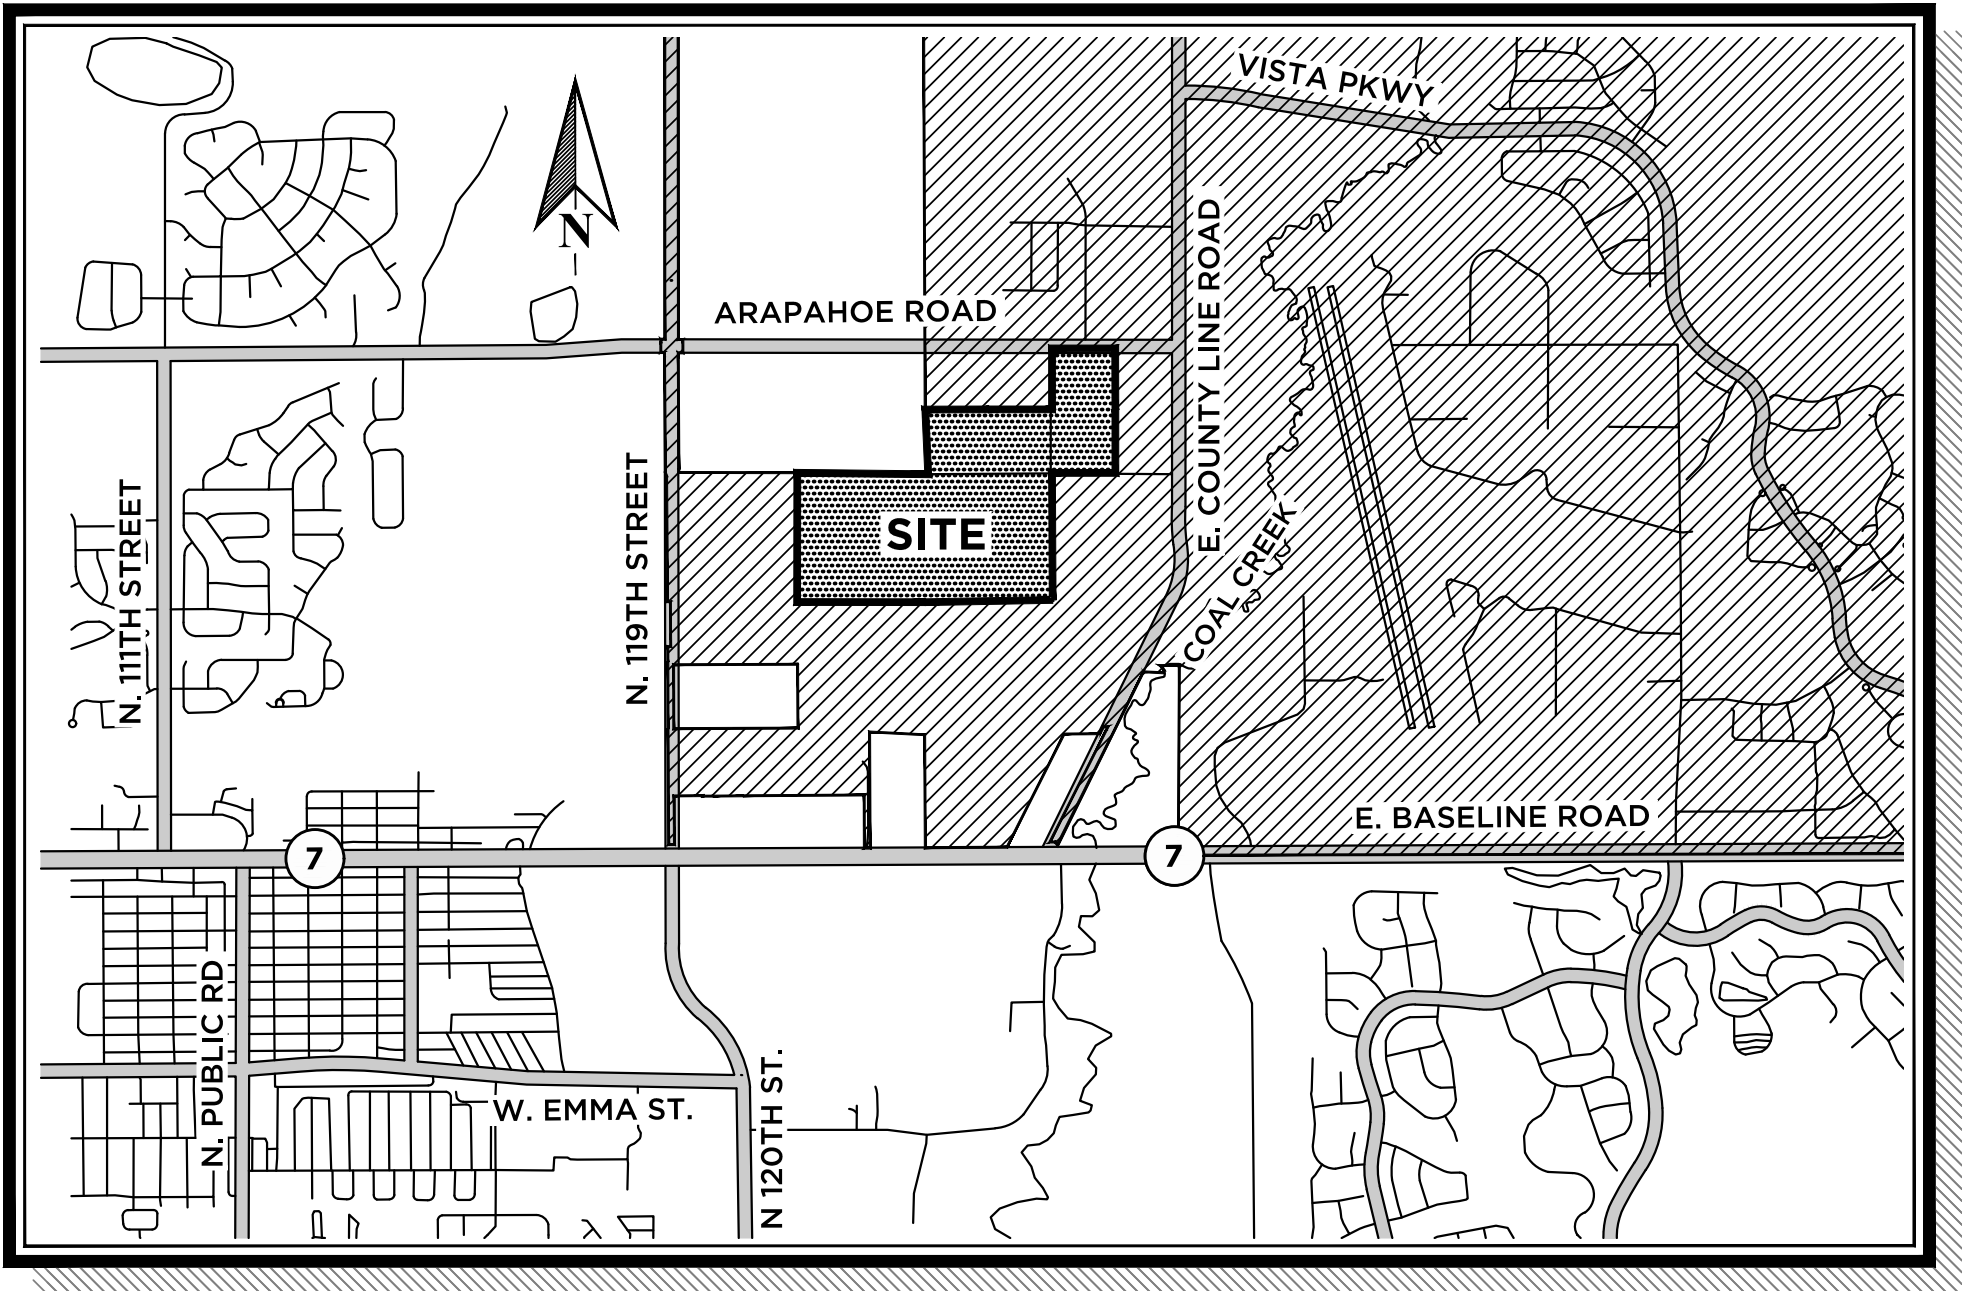 VISTA PKWY
N
ARAPAHOE ROAD
E. COUNTY LINE ROAD
N. 111TH STREET
N. 119TH STREET
SITE
COAL CREEK
E. BASELINE ROAD
7
7
N. PUBLIC RD
W. EMMA ST.
N 120TH ST.